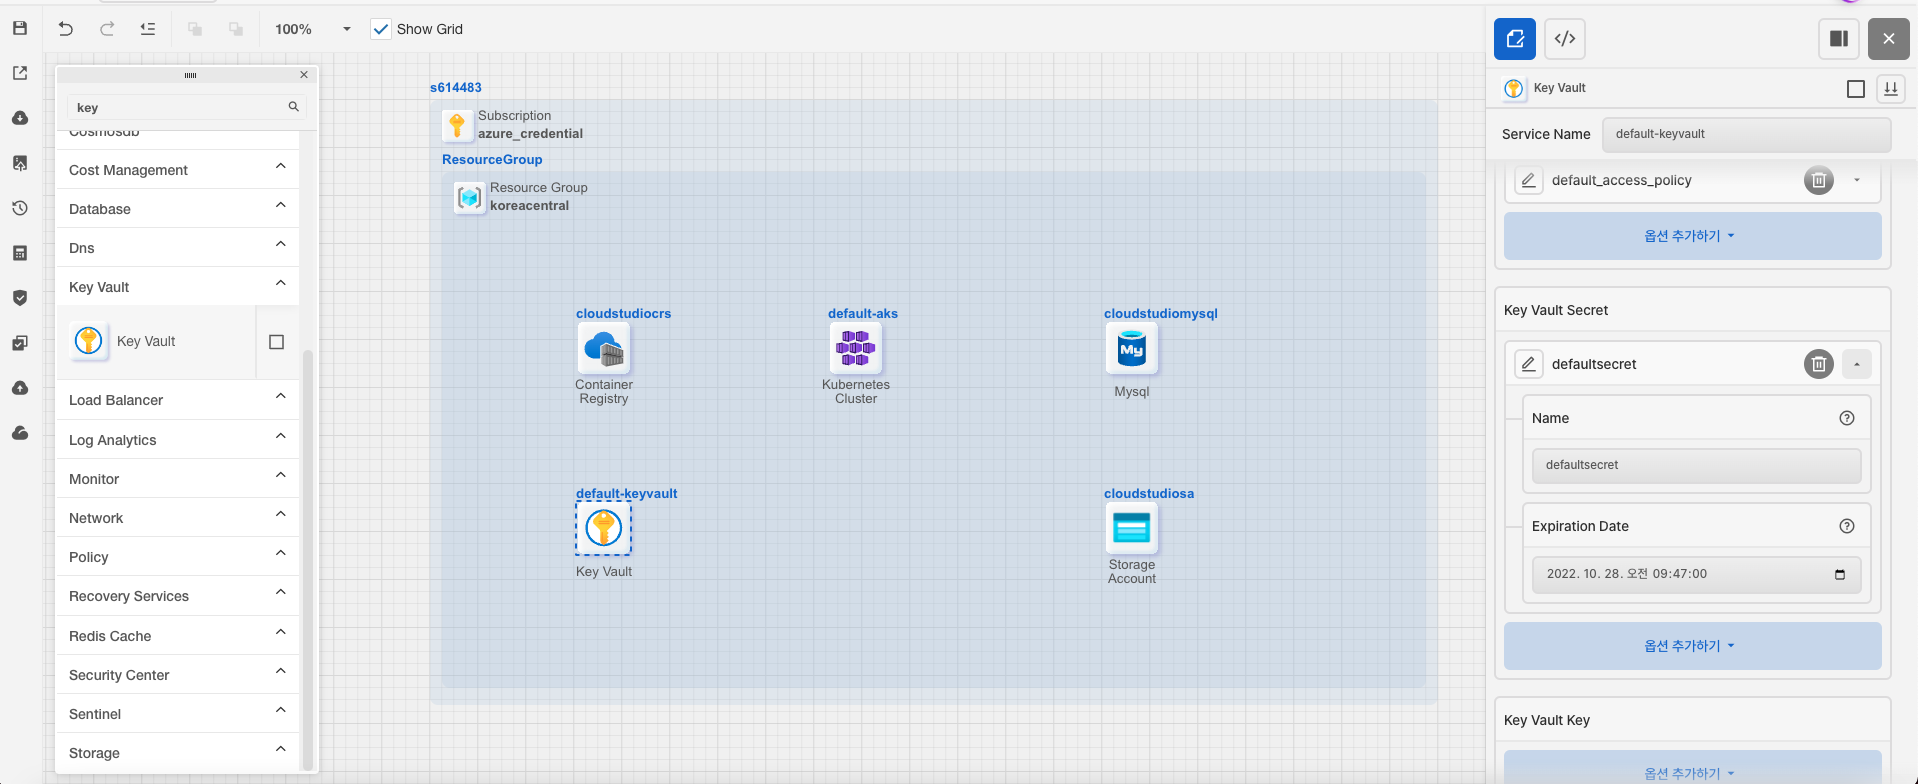 100%
Show Grid
key
Cosmosdb
Cost Management
Database
Dns
Key Vault
Key Vault
Load Balancer
Log Analytics
Monitor
Network
Policy
Recovery Services
Redis Cache
Security Center
Sentinel
Storage
s614483
Subscription
azure_credential
ResourceGroup
Resource Group
koreacentral
cloudstudiocrs
Container
Registry
default-aks
Kubernetes
Cluster
cloudstudiomysql
My
Mysql
default-keyvault
Key Vault
cloudstudiosa
Storage
Account
Key Vault
Service Name
default-keyvault
default_access_policy
옵션 추가하기
Key Vault Secret
defaultsecret
Name
defaultsecret
Expiration Date
2022. 10. 28. 오전 09:47:00
옵션 추가하기
Key Vault Key
옵션 추가하기